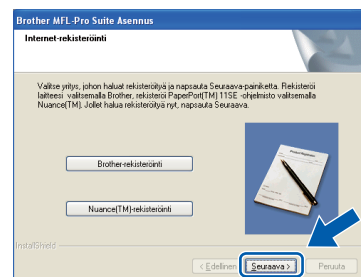 Brother MFL-Pro Suite Asennus
Internet-rekisteröinti
Valitse yritys, johon haluat rekisteröityä ja napsauta Seuraava-painiketta. Rekisteröi
laitteesi valitsemalla Brother, rekisteröi PaperPort(TM) 11SE -ohjelmisto valitsemalla
Nuance(TM). Jollet halua rekisteröityä nyt, napsauta Seuraava.
Brother-rekisteröinti
Nuance(TM)-rekisteröinti
InstallShield
< Edellinen
Seuraava >
Peruuta